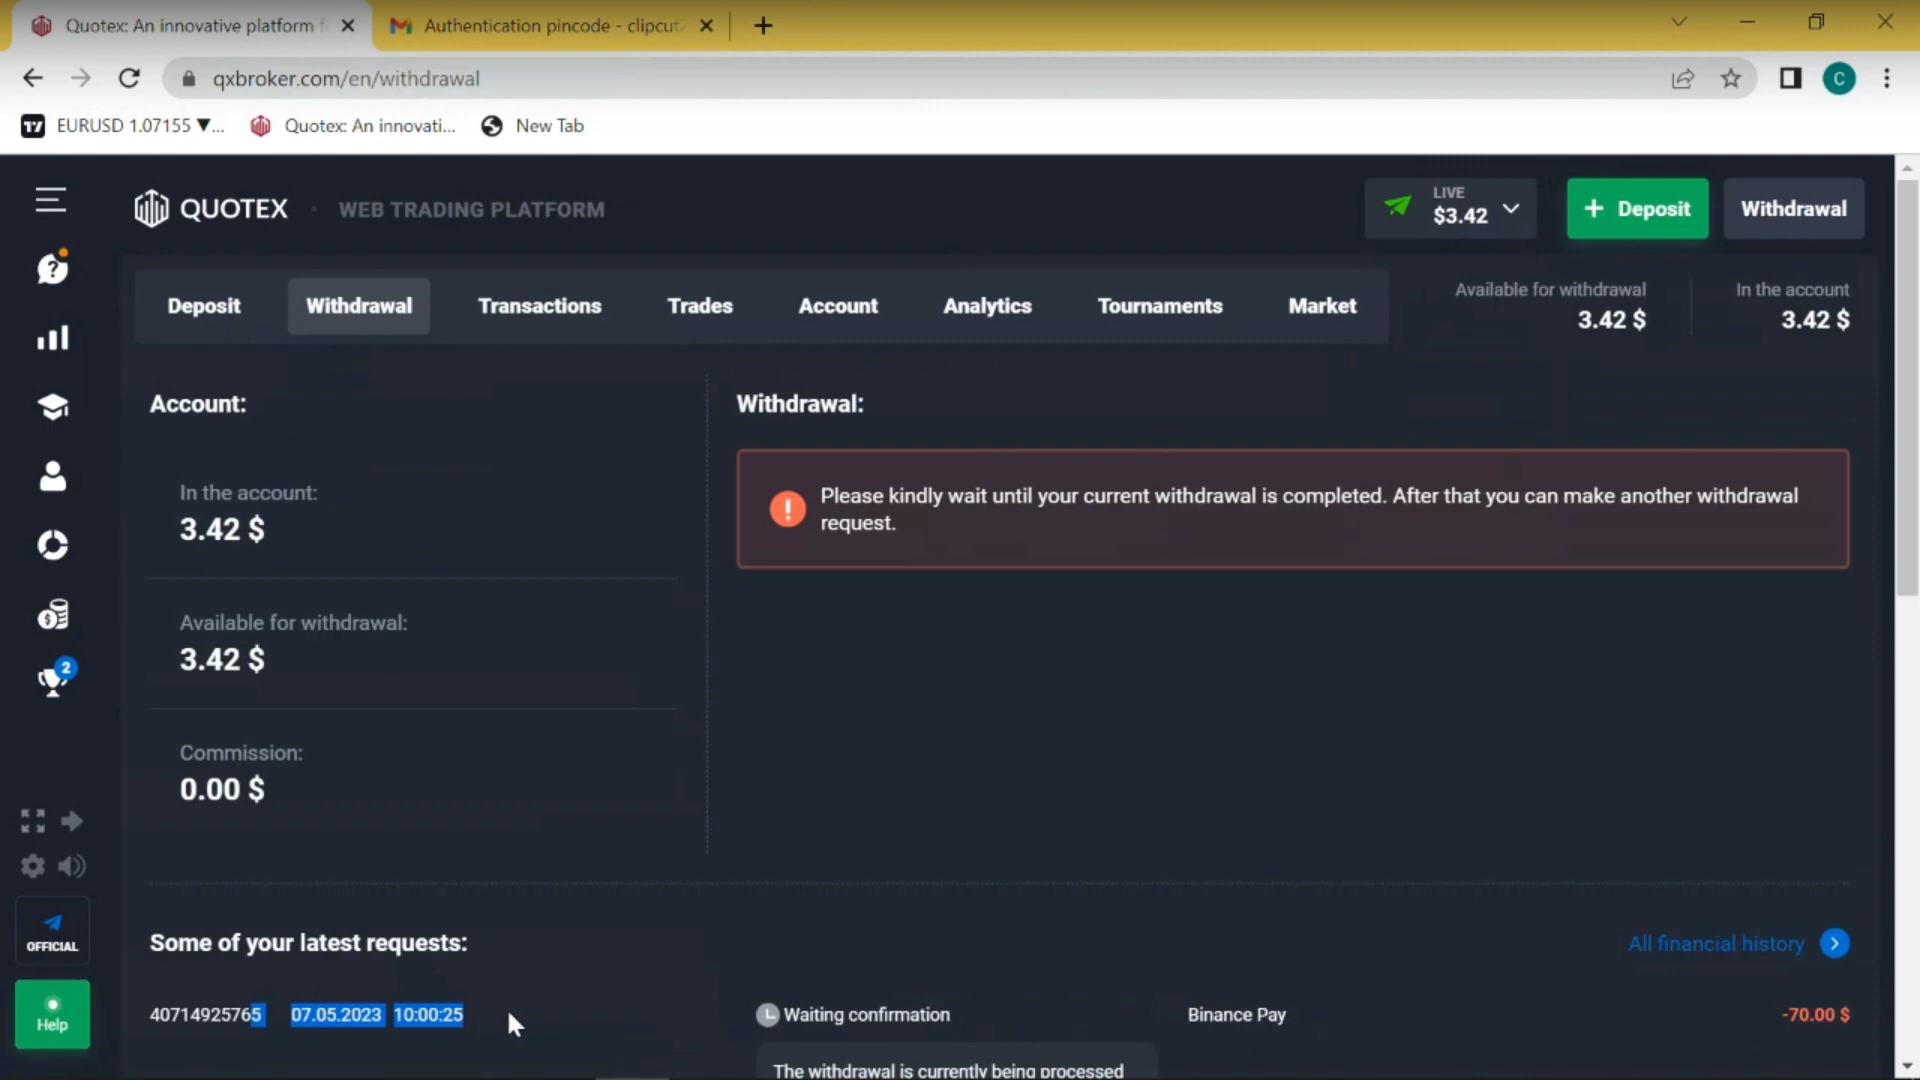 Quotex: An innovative platform f
Authentication pincode - clipcut
qxbroker.com/en/withdrawal
C
EURUSD 1.07155 ▼...
Quotex: An innovati...
New Tab
QUOTEX
WEB TRADING PLATFORM
LIVE
$3.42
+ Deposit
Withdrawal
Deposit
Withdrawal
Transactions
Trades
Account
Analytics
Tournaments
Market
Available for withdrawal
3.42 $
In the account
3.42 $
Account:
In the account:
3.42 $
Available for withdrawal:
3.42 $
Commission:
0.00 $
Withdrawal:
Please kindly wait until your current withdrawal is completed. After that you can make another withdrawal
request.
2
OFFICIAL
Help
Some of your latest requests:
All financial history
40714925765 07.05.2023 10:00:25
Waiting confirmation
Binance Pay
-70.00 $
The withdrawal is currently being processed